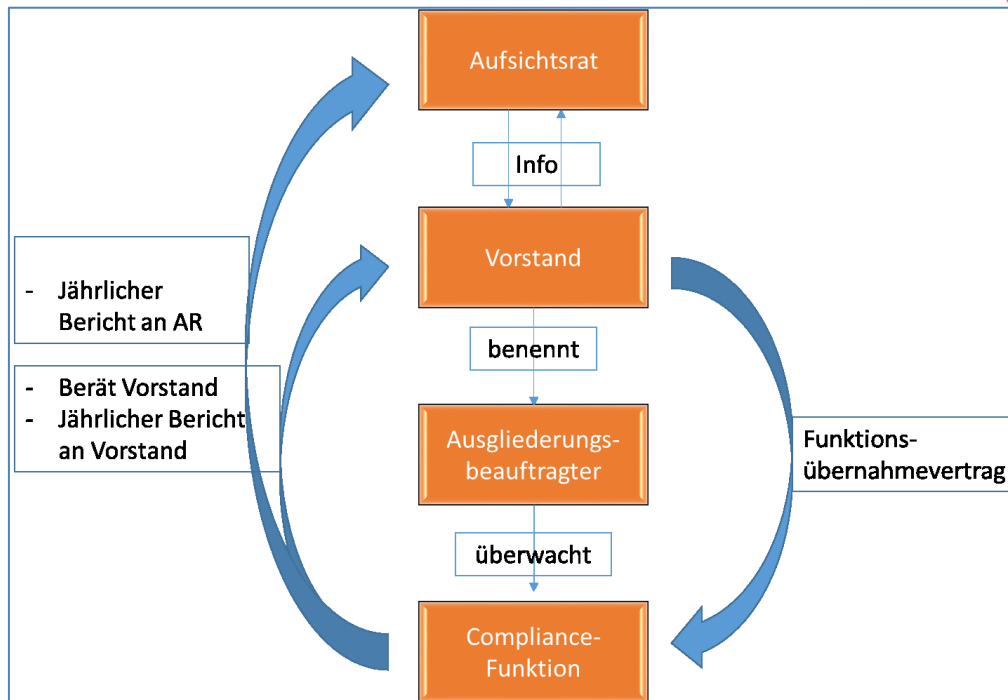 Aufsichtsrat
Info
Vorstand
- Jährlicher
Bericht an AR
benennt
- Berät Vorstand
- Jährlicher Bericht
an Vorstand
Ausgliederungs-
beauftragter
Funktions-
übernahmevertrag
überwacht
Compliance-
Funktion